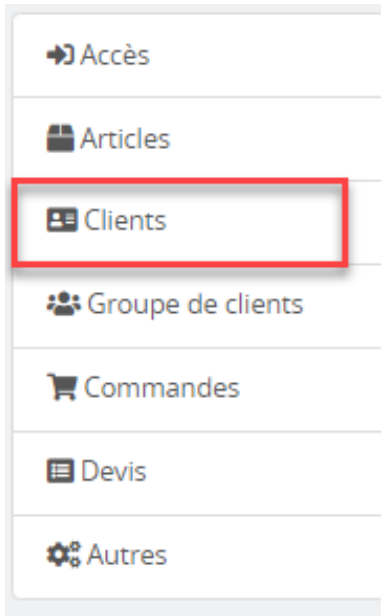 Accès
Articles
Clients
Groupe de clients
Commandes
Devis
Autres